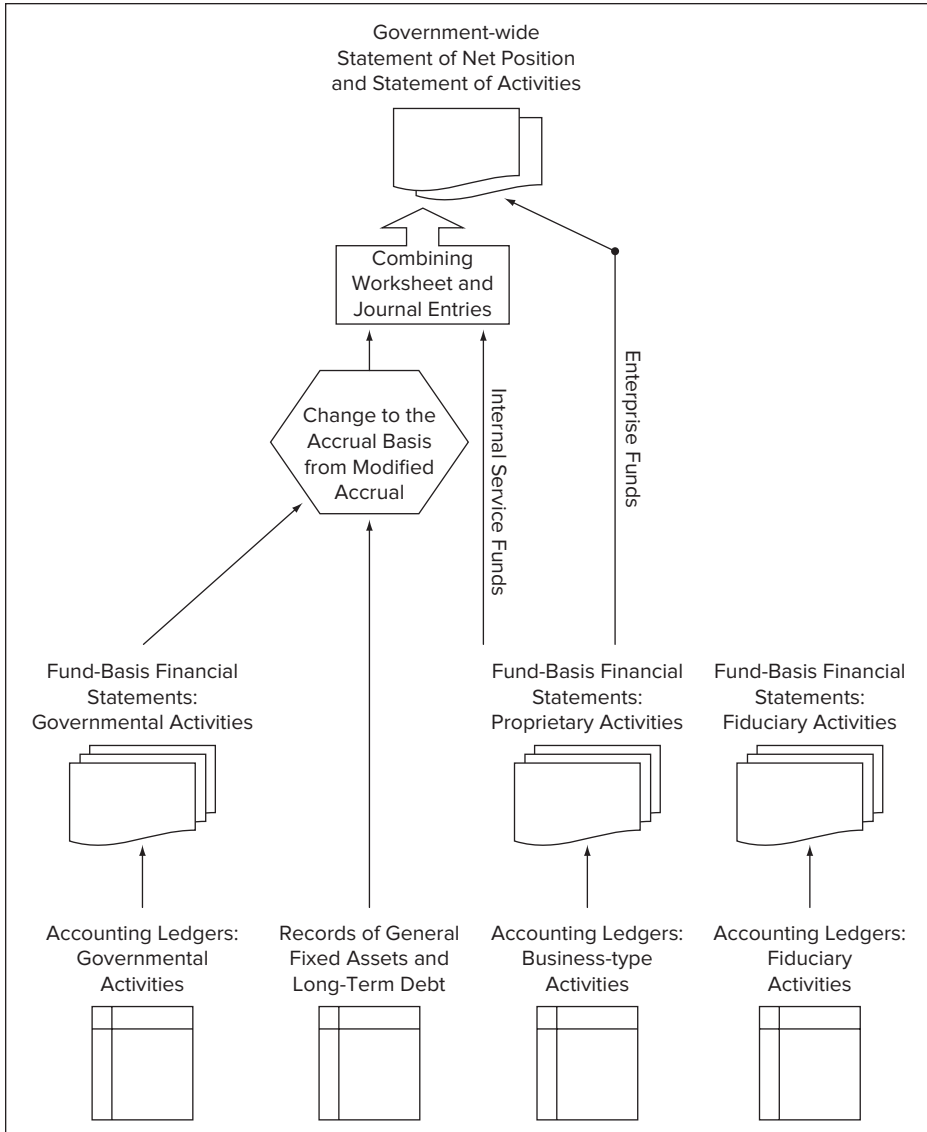 Government-wide
Statement of Net Position
and Statement of Activities
Combining
Worksheet and
Journal Entries
Change to the
Accrual Basis
from Modified
Accrual
Internal Service Funds
Enterprise Funds
Fund-Basis Financial
Statements:
Governmental Activities
Fund-Basis Financial
Statements:
Proprietary Activities
Fund-Basis Financial
Statements:
Fiduciary Activities
Accounting Ledgers:
Governmental
Activities
Records of General
Fixed Assets and
Long-Term Debt
Accounting Ledgers:
Business-type
Activities
Accounting Ledgers:
Fiduciary
Activities